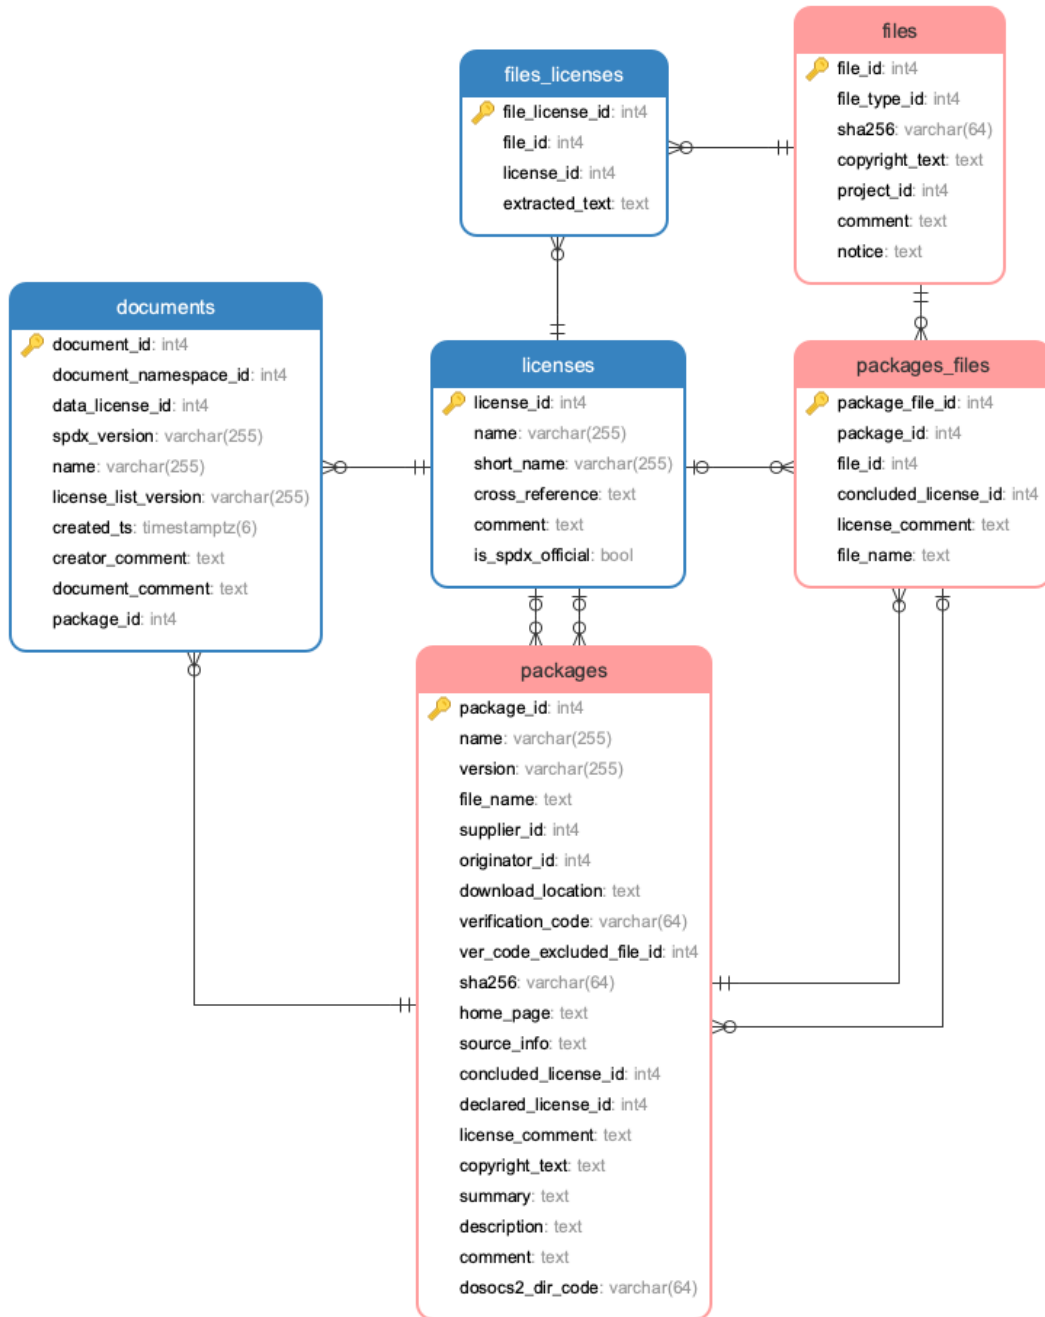 files
file_id: int4
file_type_id: int4
sha256: varchar(64)
copyright_text: text
project_id: int4
comment: text
notice: text
files_licenses
file_license_id: int4
file_id: int4
license_id: int4
extracted_text: text
documents
document_id: int4
document_namespace_id: int4
data_license_id: int4
spdx_version: varchar(255)
name: varchar(255)
license_list_version: varchar(255)
created_ts: timestamptz(6)
creator_comment: text
document_comment: text
package_id: int4
licenses
license_id: int4
name: varchar(255)
short_name: varchar(255)
cross_reference: text
comment: text
is_spdx_official: bool
packages_files
package_file_id: int4
package_id: int4
file_id: int4
concluded_license_id: int4
license_comment: text
file_name: text
packages
package_id: int4
name: varchar(255)
version: varchar(255)
file_name: text
supplier_id: int4
originator_id: int4
download_location: text
verification_code: varchar(64)
ver_code_excluded_file_id: int4
sha256: varchar(64)
home_page: text
source_info: text
concluded_license_id: int4
declared_license_id: int4
license_comment: text
copyright_text: text
summary: text
description: text
comment: text
dosocs2_dir_code: varchar(64)